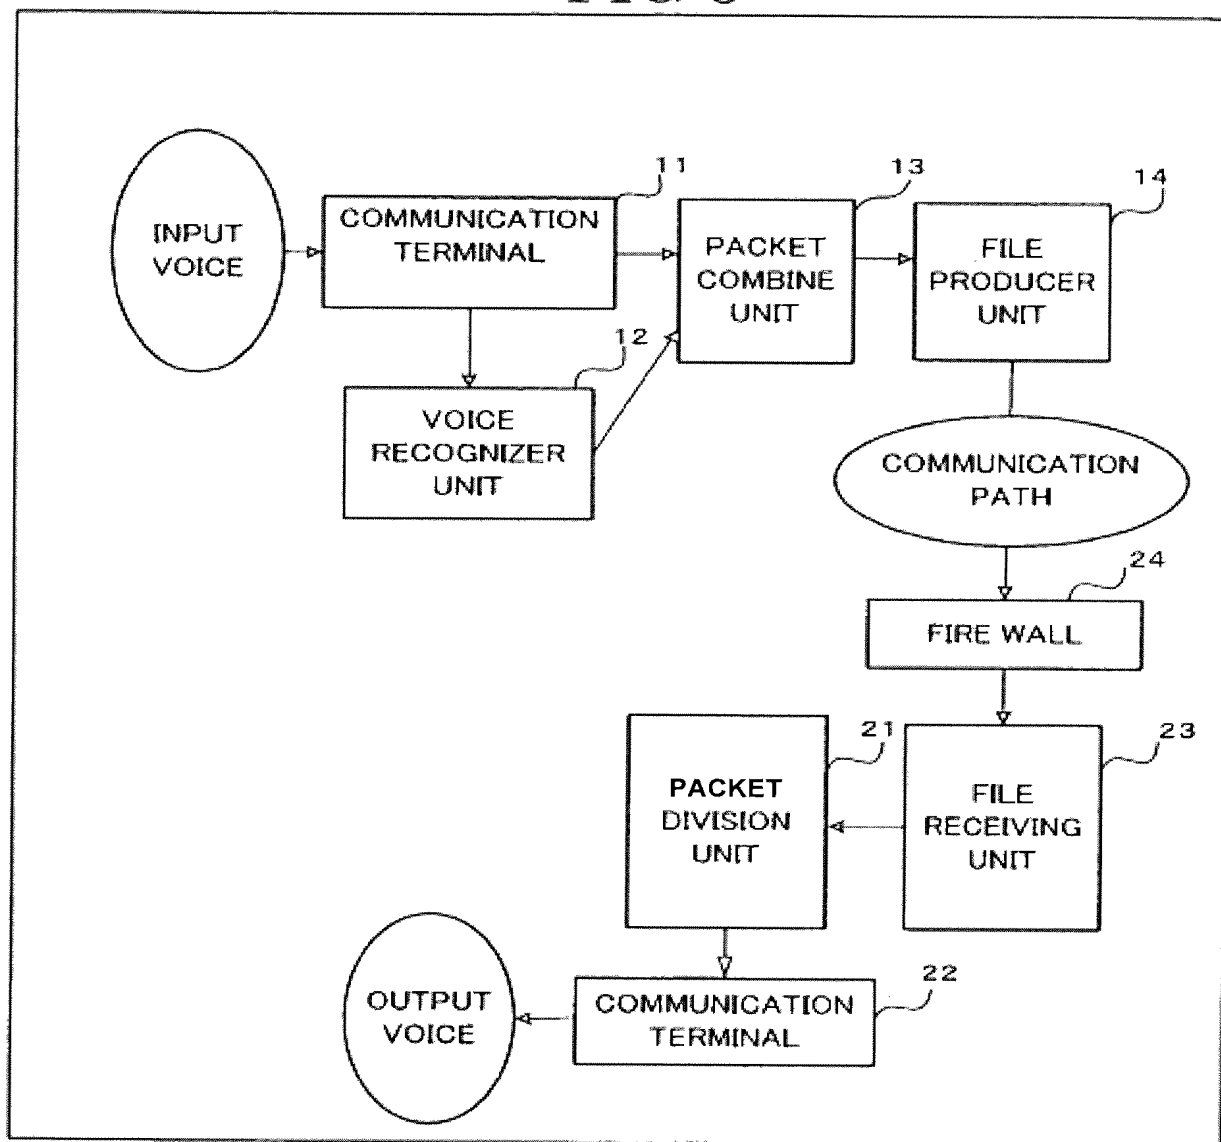 11
13
14
INPUT
VOICE
COMMUNICATION
TERMINAL
PACKET
COMBINE
UNIT
FILE
PRODUCER
UNIT
12
VOICE
RECOGNIZER
UNIT
COMMUNICATION
PATH
24
FIRE WALL
21
23
PACKET
DIVISION
UNIT
FILE
RECEIVING
UNIT
22
OUTPUT
VOICE
COMMUNICATION
TERMINAL